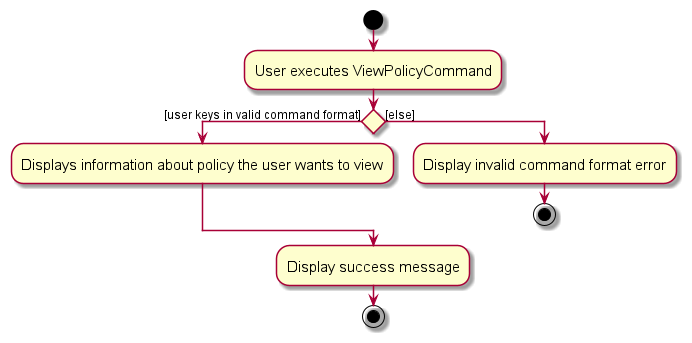 User executes ViewPolicyCommand
[user keys in valid command format]
[else]
Displays information about policy the user wants to view
Display invalid command format error
Display success message